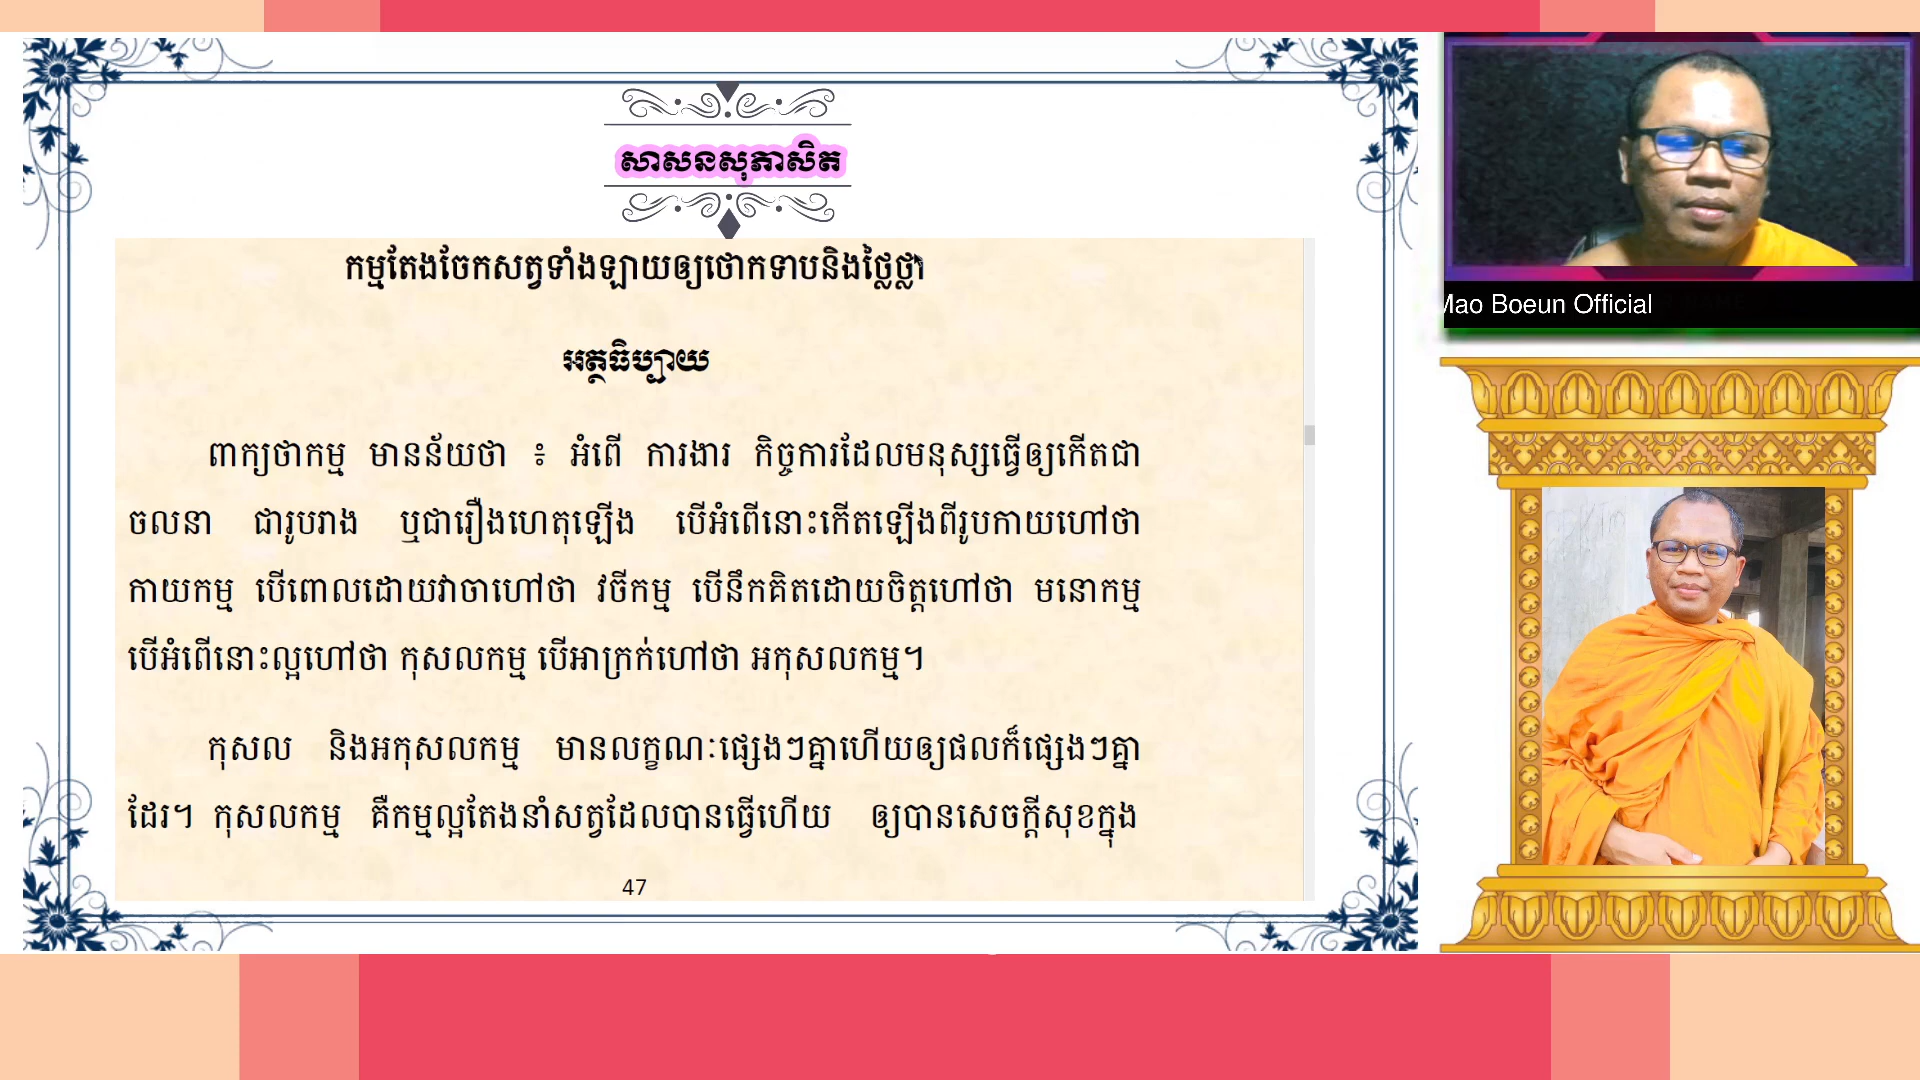 សាសនសុភាសិត
កម្មតែងចែកសត្វទាំងឡាយឲ្យថោកទាបនិងថ្លៃថ្លា
អត្ថធិប្បាយ
ពាក្យថាកម្ម មានន័យថា ៖ អំពើ ការងារ កិច្ចការដែលមនុស្សធ្វើឲ្យកើតជា
ចលនា ជារូបរាង ឬជារឿងហេតុឡើង បើអំពើនោះកើតឡើងពីរូបកាយហៅថា
កាយកម្ម បើពោលដោយវាចាហៅថា វចីកម្ម បើនឹកគិតដោយចិត្តហៅថា មនោកម្ម
បើអំពើនោះល្អហៅថា កុសលកម្ម បើអាក្រក់ហៅថា អកុសលកម្ម។
កុសល និងអកុសលកម្ម មានលក្ខណៈផ្សេងៗគ្នាហើយឲ្យផលក៏ផ្សេងៗគ្នា
ដែរ។ កុសលកម្ម គឺកម្មល្អតែងនាំសត្វដែលបានធ្វើហើយ ឲ្យបានសេចក្តីសុខក្នុង
47
Mao Boeun Official